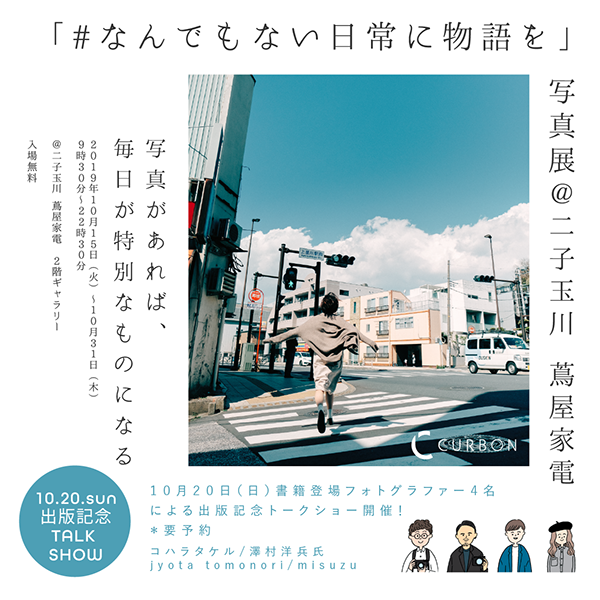 「#なんでもない日常に物語を」
写真展@二子玉川 蔦屋家電
写真があれば、
毎日が特別なものになる
2019年10月15日（火）〜10月31日（木）
9時30分〜22時30分
@二子玉川 蔦屋家電 2階ギャラリー
入場無料
CURBON
10.20.sun
出版記念
TALK
SHOW
10月20日(日)書籍登場フォトグラファー4名
による出版記念トークショー開催！
*要予約
コハラタケル/澤村洋兵氏
jyota tomonori/misuzu